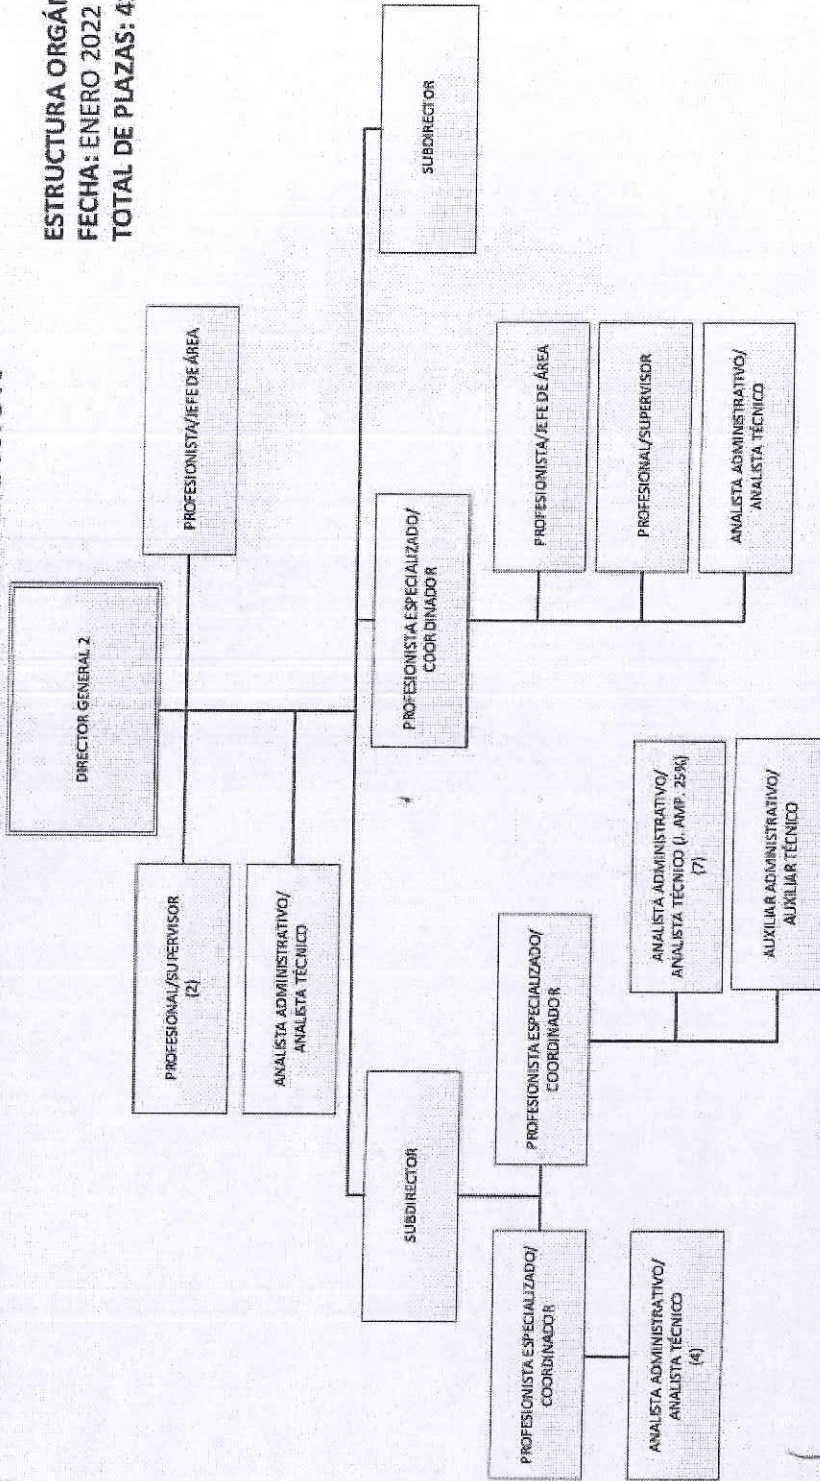 ESTRUCTURA
FECHA: ENERO 2022
TOTAL DE PLAZAS:
DIRECTOR GENERAL 2
PROFESIONAL/SUPERVISOR
(2)
PROFESIONISTA/JEFE DE ÁREA
ANALISTA ADMINISTRATIVO/
ANALISTA TÉCNICO
SUBDIRECTOR
PROFESIONISTA ESPECIALIZADO/
COORDINADOR
SUBDIRECTOR
PROFESIONISTA ESPECIALIZADO/
COORDINADOR
PROFESIONISTA ESPECIALIZADO/
COORDINADOR
PROFESIONISTA/JEFE DE ÁREA
ANALISTA ADMINISTRATIVO/
ANALISTA TÉCNICO
(4)
ANALISTA ADMINISTRATIVO/
ANALISTA TÉCNICO (J. AMP. 25%)
(7)
PROFESIONAL/SUPERVISOR
AUXILIAR ADMINISTRATIVO/
AUXILIAR TÉCNICO
ANALISTA ADMINISTRATIVO/
ANALISTA TÉCNICO